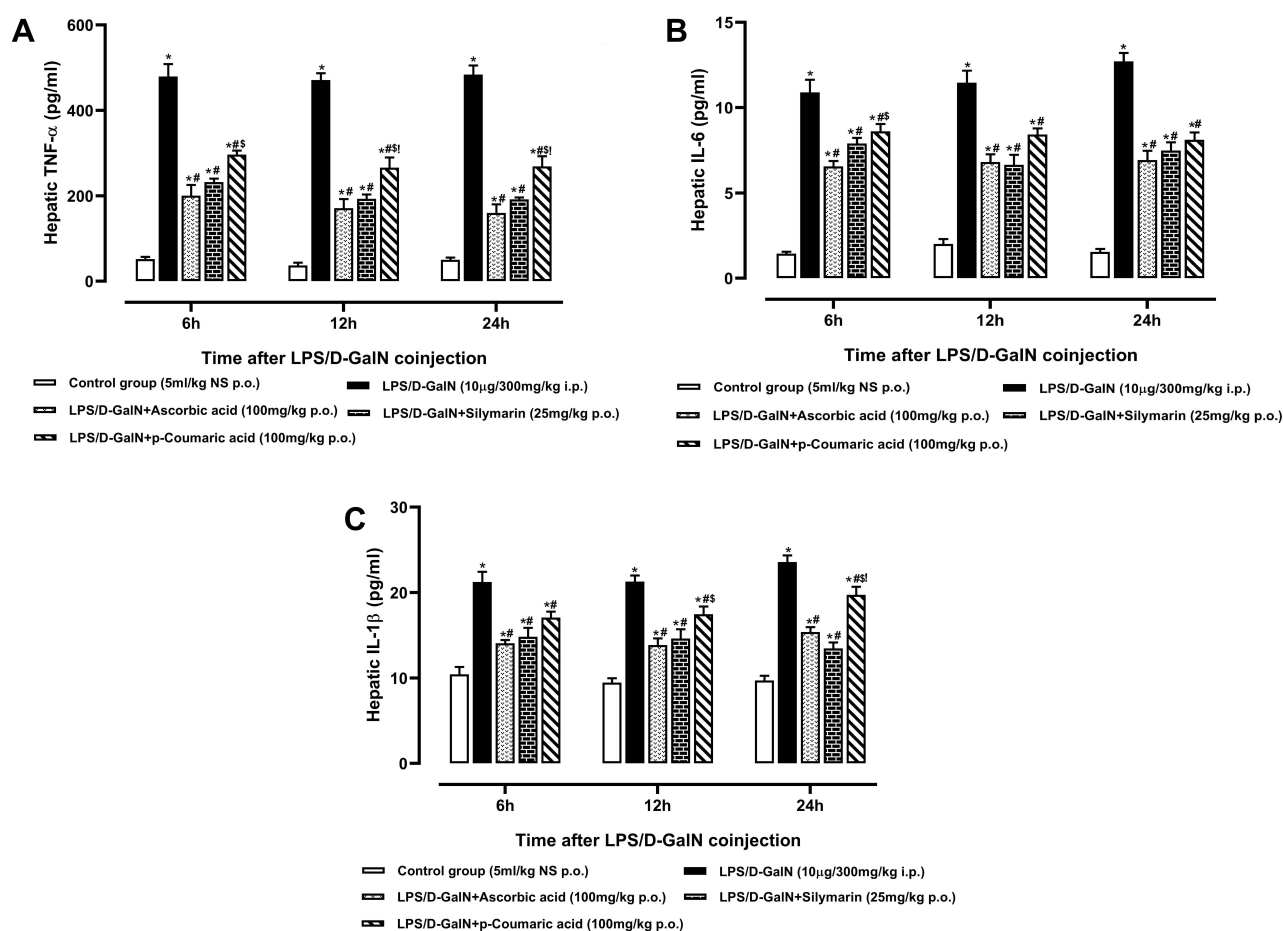 A
Hepatic TNF-α (pg/ml)
600
400
200
0
*
*#
*#
*#$
*
*#
*#
*#$!
*
*#
*#
*#$!
6h
12h
24h
Time after LPS/D-GalN coinjection
Control group (5ml/kg NS p.o.)
LPS/D-GalN (10μg/300mg/kg i.p.)
LPS/D-GalN+Ascorbic acid (100mg/kg p.o.)
LPS/D-GalN+Silymarin (25mg/kg p.o.)
LPS/D-GalN+p-Coumaric acid (100mg/kg p.o.)
B
Hepatic IL-6 (pg/ml)
15
10
5
0
*
*#
*#
*#$
*
*#
*#
*#
*
*#
*#
*#
6h
12h
24h
Time after LPS/D-GalN coinjection
Control group (5ml/kg NS p.o.)
LPS/D-GalN (10μg/300mg/kg i.p.)
LPS/D-GalN+Ascorbic acid (100mg/kg p.o.)
LPS/D-GalN+Silymarin (25mg/kg p.o.)
LPS/D-GalN+p-Coumaric acid (100mg/kg p.o.)
C
Hepatic IL-1β (pg/ml)
30
20
10
0
*
*#
*#
*#
*
*#
*#
*#$
*
*#
*#
*#$!
6h
12h
24h
Time after LPS/D-GalN coinjection
Control group (5ml/kg NS p.o.)
LPS/D-GalN (10μg/300mg/kg i.p.)
LPS/D-GalN+Ascorbic acid (100mg/kg p.o.)
LPS/D-GalN+Silymarin (25mg/kg p.o.)
LPS/D-GalN+p-Coumaric acid (100mg/kg p.o.)